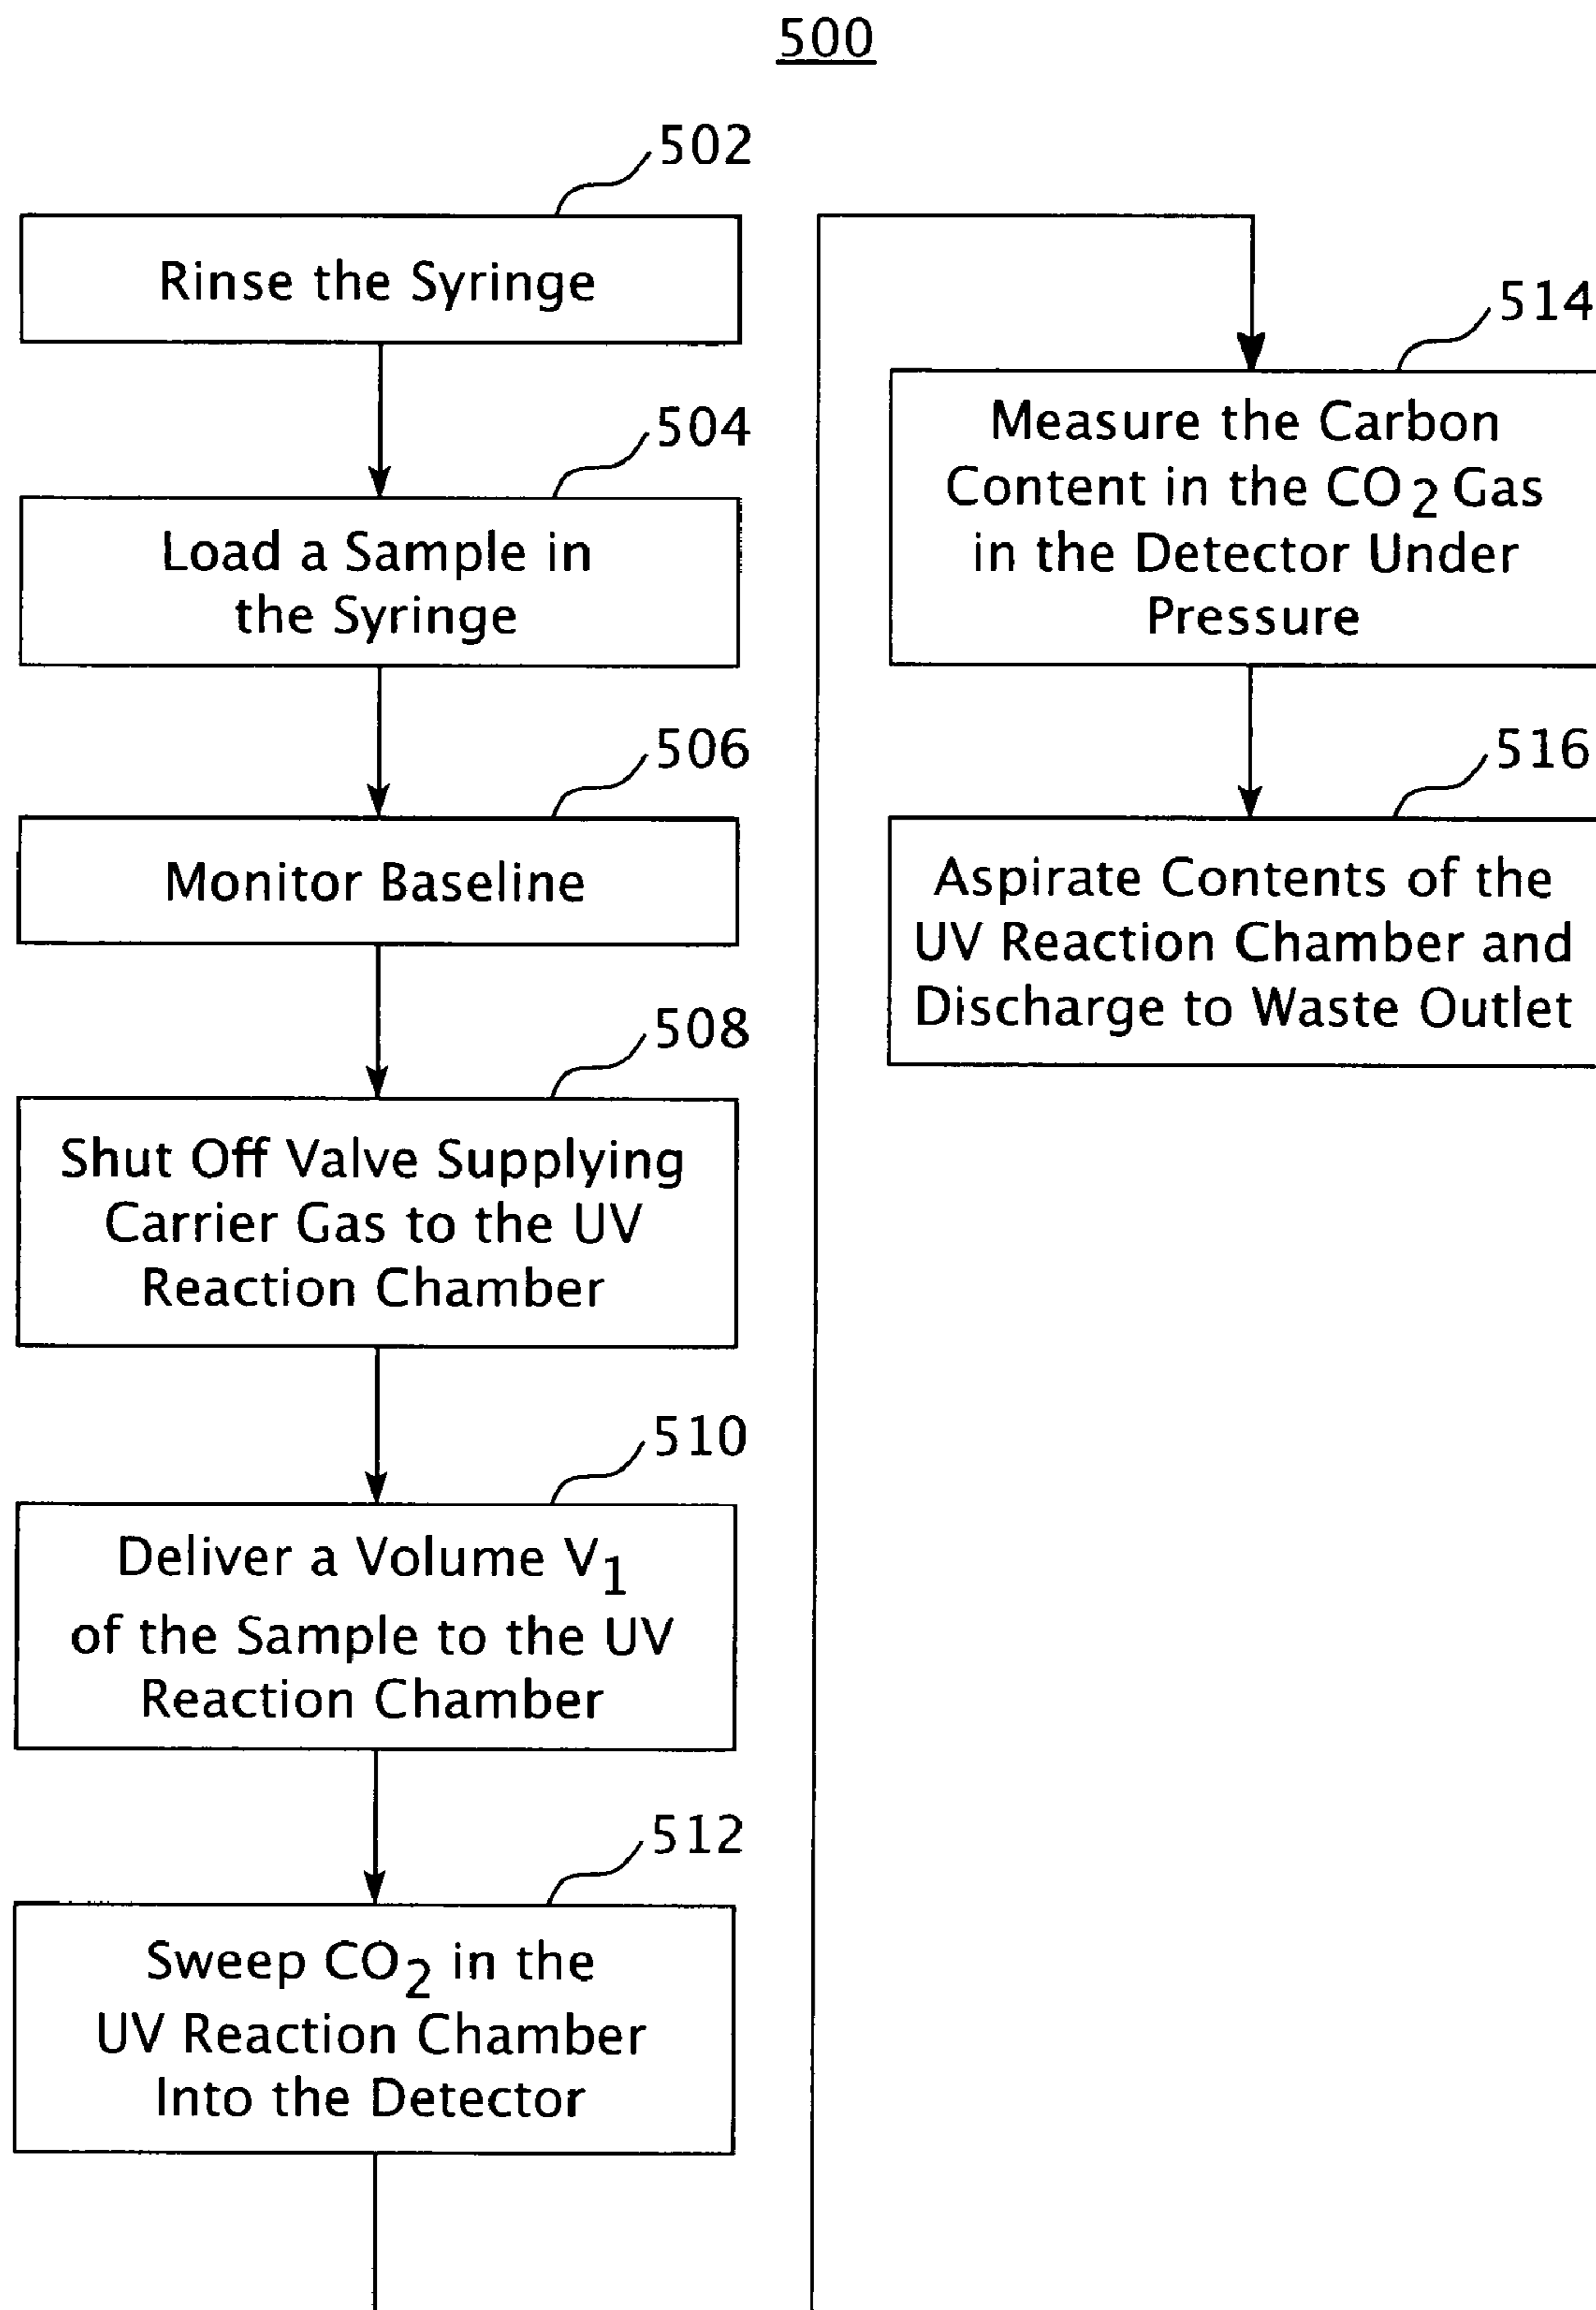 500
502
Rinse the Syringe
504
Load a Sample in
the Syringe
506
Monitor Baseline
508
Shut Off Valve Supplying
Carrier Gas to the UV
Reaction Chamber
510
Deliver a Volume V1
of the Sample to the UV
Reaction Chamber
512
Sweep CO2 in the
UV Reaction Chamber
Into the Detector
514
Measure the Carbon
Content in the CO2 Gas
in the Detector Under
Pressure
516
Aspirate Contents of the
UV Reaction Chamber and
Discharge to Waste Outlet